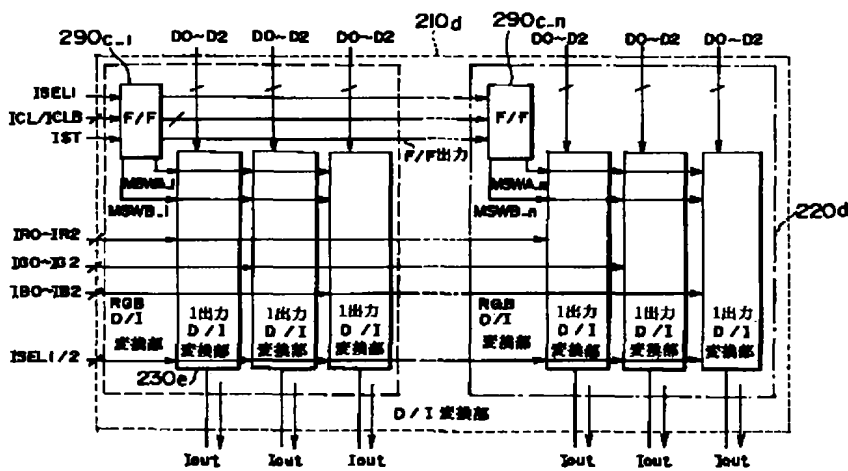 290c_1
D0~D2 D0~D2 D0~D2
210d
290c_n
D0~D2 D0~D2 D0~D2
ISEL1
ICL/ICLB
IST
F/F
F/F
F/F出力
MSWA_1
MSWB_1
MSWA_n
MSWB_n
220d
IR0~IR2
IG0~IG2
IB0~IB2
RGB
D/I
変換部
1出力
D/I
変換部
1出力
D/I
変換部
1出力
D/I
変換部
RGB
D/I
変換部
1出力
D/I
変換部
1出力
D/I
変換部
1出力
D/I
変換部
ISEL1/2
230e
D/I変換部
Iout Iout Iout Iout Iout Iout